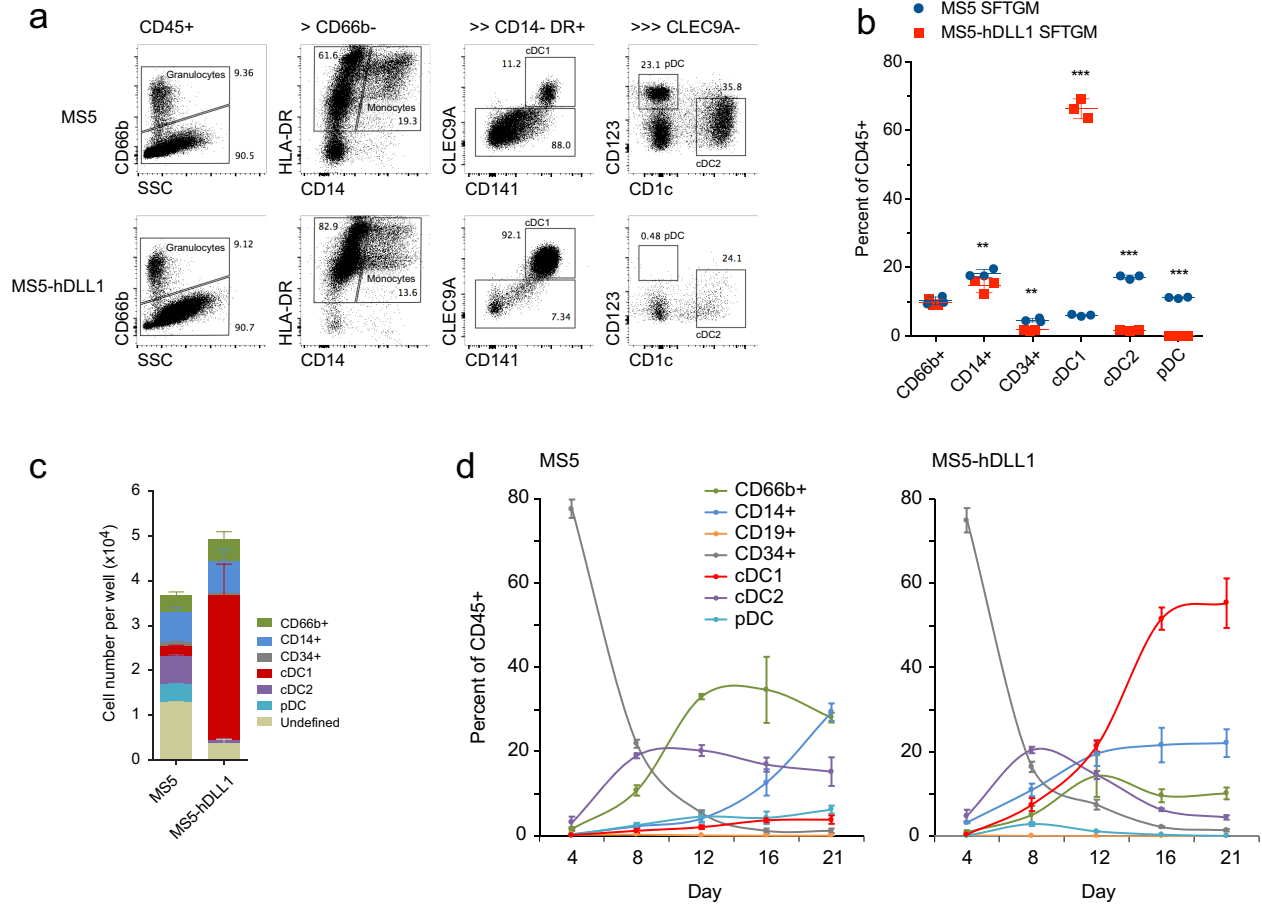 a
CD45+
> CD66b-
>> CD14- DR+
>>> CLEC9A-
MS5
Granulocytes
9.36
90.5
CD66b
SSC
61.6
Monocytes
19.3
HLA-DR
CD14
cDC1
11.2
88.0
CLEC9A
CD141
23.1 pDC
35.8
cDC2
CD123
CD1c
MS5-hDLL1
Granulocytes
9.12
90.7
CD66b
SSC
82.9
Monocytes
13.6
HLA-DR
CD14
cDC1
92.1
7.34
CLEC9A
CD141
0.48 pDC
24.1
cDC2
CD123
CD1c
b
MS5 SFTGM
MS5-hDLL1 SFTGM
Percent of CD45+
80
60
40
20
0
**
**
***
***
***
CD66b+
CD14+
CD34+
cDC1
cDC2
pDC
c
Cell number per well (x10⁴)
6
5
4
3
2
1
0
MS5
MS5-hDLL1
CD66b+
CD14+
CD34+
cDC1
cDC2
pDC
Undefined
d
MS5
Percent of CD45+
80
60
40
20
0
4
8
12
16
21
Day
CD66b+
CD14+
CD19+
CD34+
cDC1
cDC2
pDC
MS5-hDLL1
80
60
40
20
0
4
8
12
16
21
Day